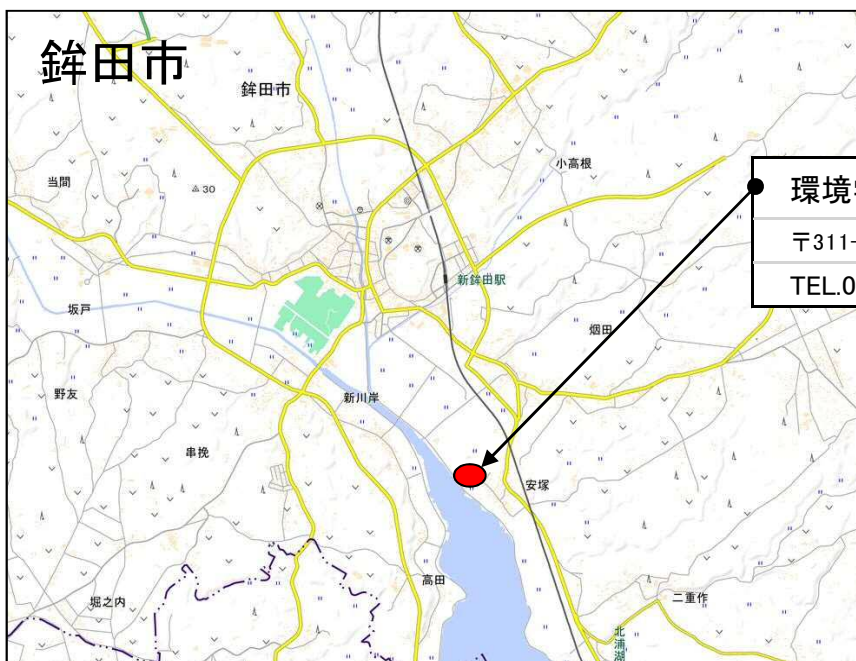 鉾田市
鉾田市
当間
30
小高根
環境
〒311-
TEL.0
新鉾田駅
坂戸
烟田
野友
新川岸
串挽
安塚
高田
堀之内
二重作
北浦湖